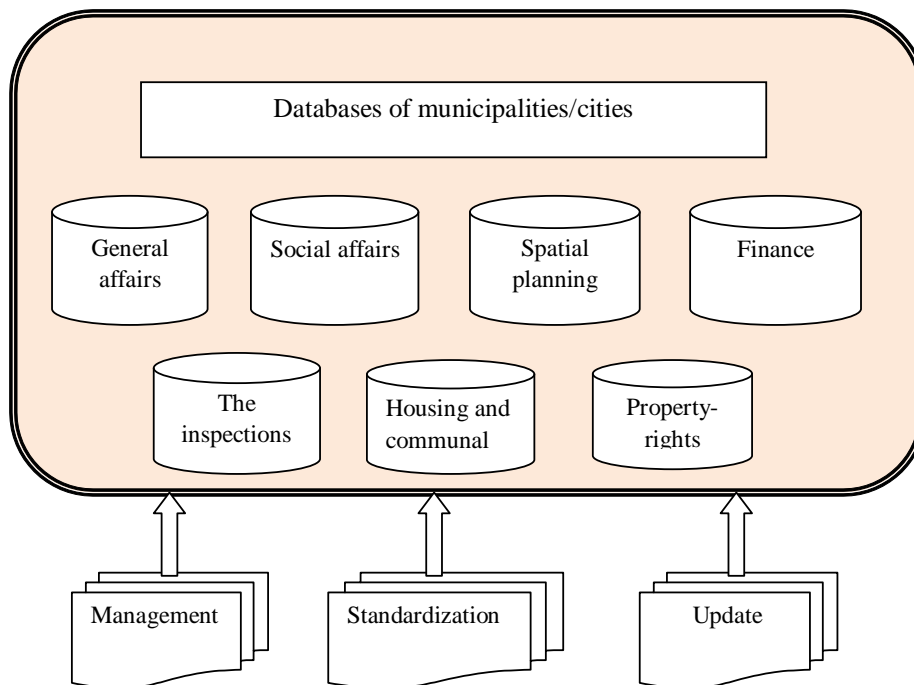 Databases of municipalities/cities
General
affairs
Social affairs
Spatial
planning
Finance
The
inspections
Housing and
communal
Property-
rights
Management
Standardization
Update